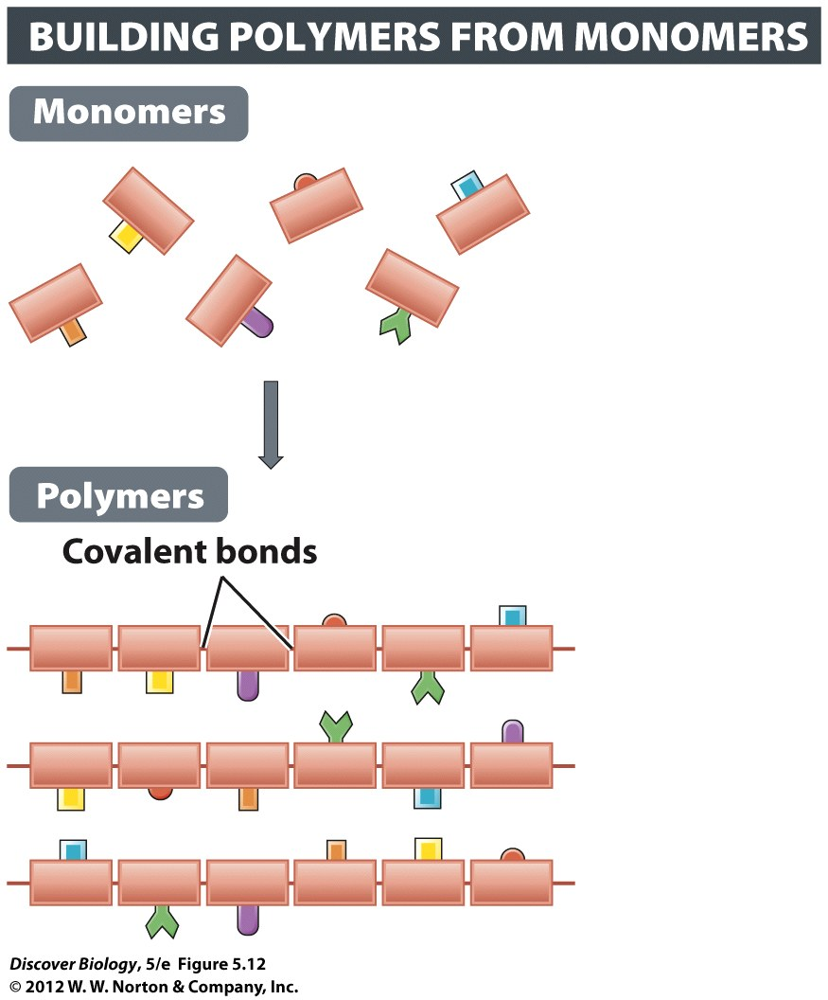 BUILDING POLYMERS FROM MONOMERS
Monomers
Polymers
Covalent bonds
Discover Biology, 5/e Figure 5.12
© 2012 W. W. Norton & Company, Inc.